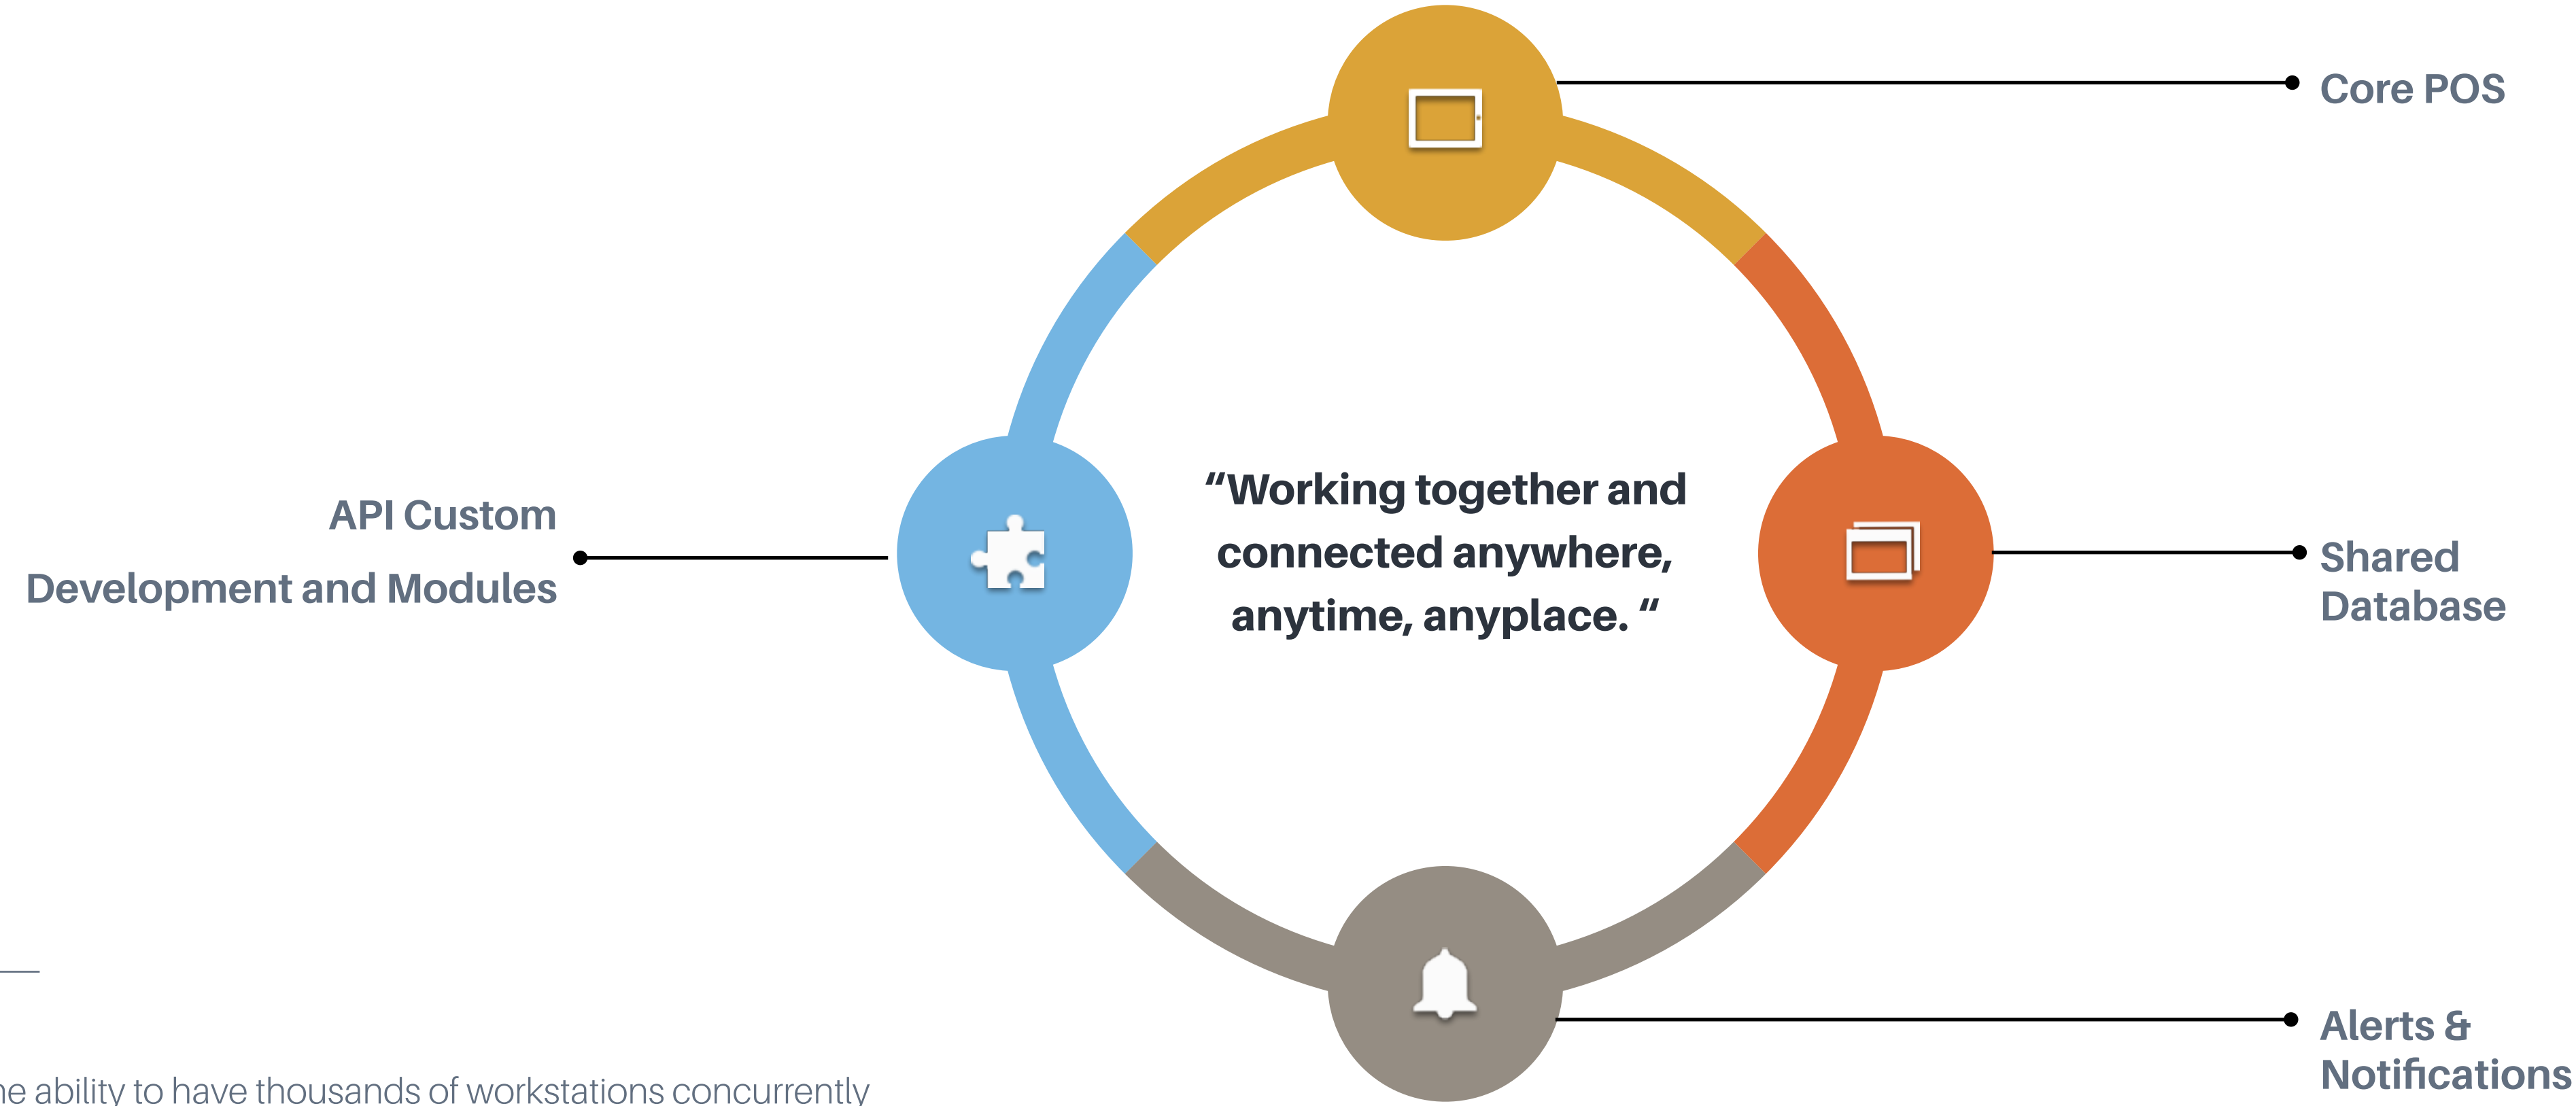 Core POS
API Custom
Development and Modules
“Working together and
connected anywhere,
anytime, anyplace. “
Shared
Database
Alerts &
Notifications
ability to have thousands of workstations concurrently